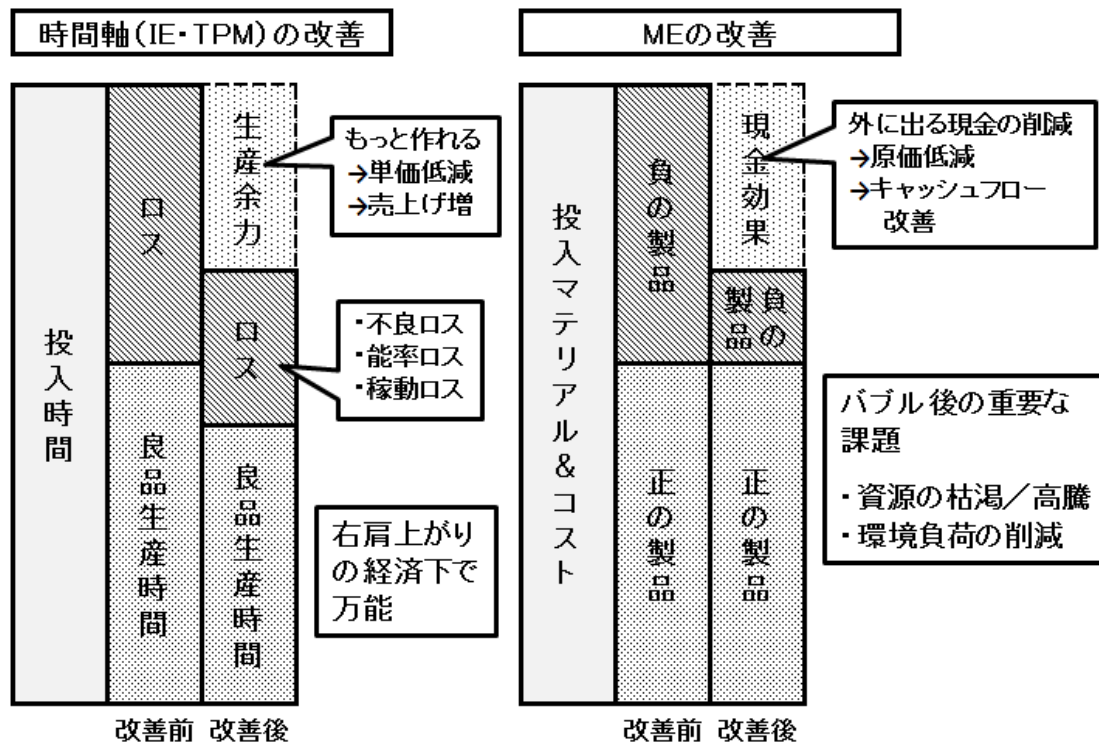 時間軸(IE・TPM)の改善
投入時間
ロス
良品生産時間
生産余力
ロス
良品生産時間
もっと作れる
→単価低減
→売上げ増
・不良ロス
・能率ロス
・稼動ロス
右肩上がり
の経済下で
万能
改善前
改善後
MEの改善
投入マテリアル&コスト
負の製品
正の製品
現金効果
負の
製品
正の製品
外に出る現金の削減
→原価低減
→キャッシュフロー
改善
バブル後の重要な
課題
・資源の枯渇/高騰
・環境負荷の削減
改善前
改善後